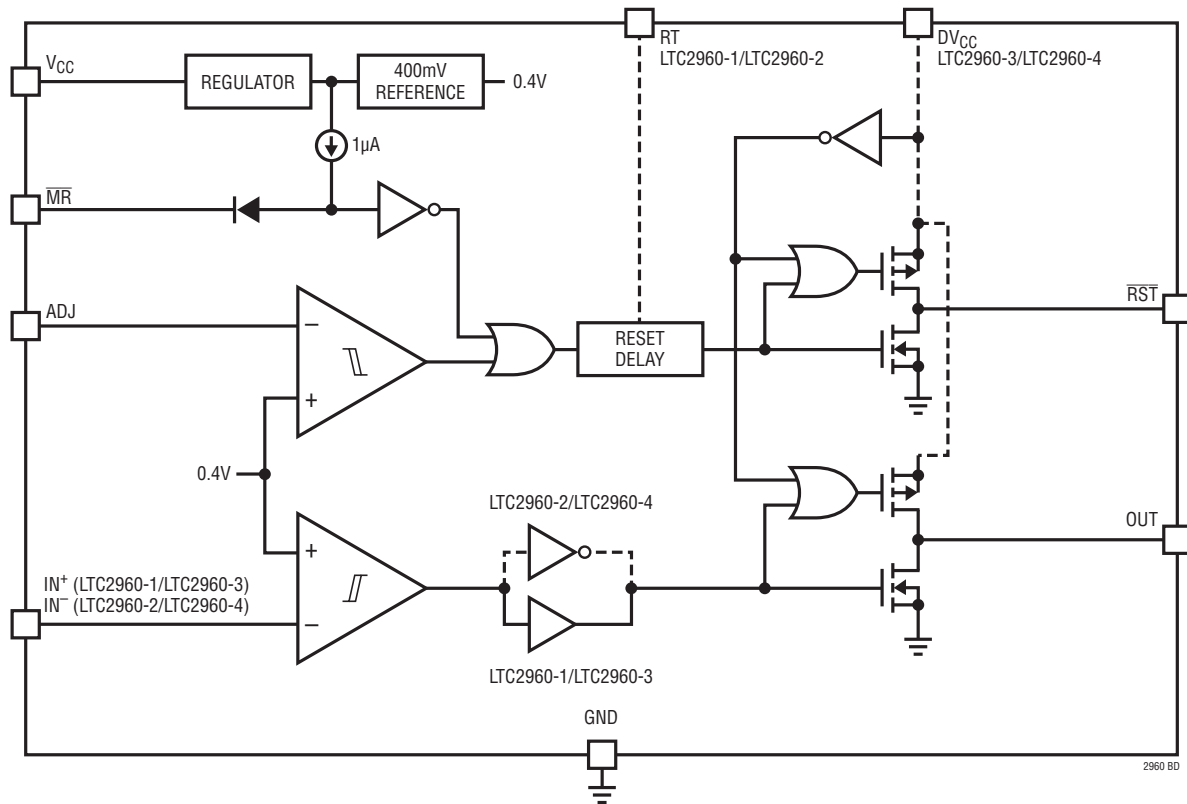 RT
LTC2960-1/LTC2960-2
DVCC
LTC2960-3/LTC2960-4
VCC
REGULATOR
400mV
REFERENCE
0.4V
1µA
MR
ADJ
−
+
RESET
DELAY
RST
0.4V
LTC2960-2/LTC2960-4
+
−
OUT
IN+ (LTC2960-1/LTC2960-3)
IN− (LTC2960-2/LTC2960-4)
LTC2960-1/LTC2960-3
GND
2960 BD